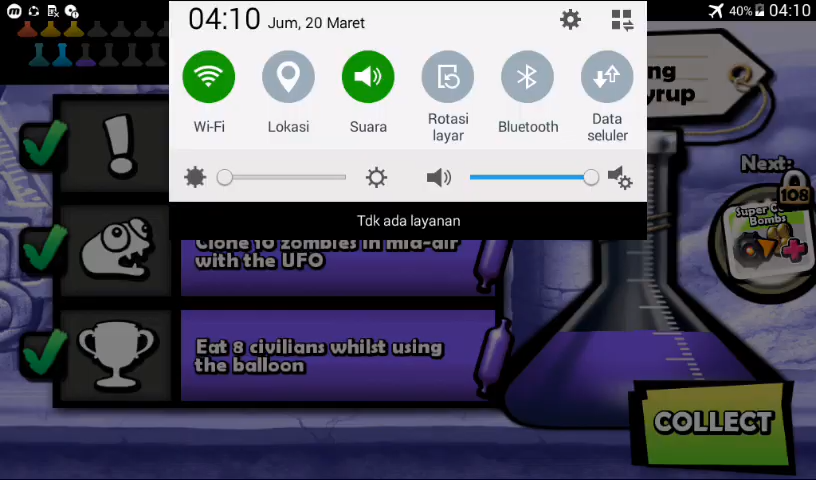 40% 04:10
04:10 Jum, 20 Maret
Wi-Fi
Lokasi
Suara
Rotasi
layar
Bluetooth
Data
seluler
Tdk ada layanan
Clone 10 zombies in mid-air
with the UFO
Eat 8 civilians whilst using
the balloon
Next:
108
Bombs
COLLECT